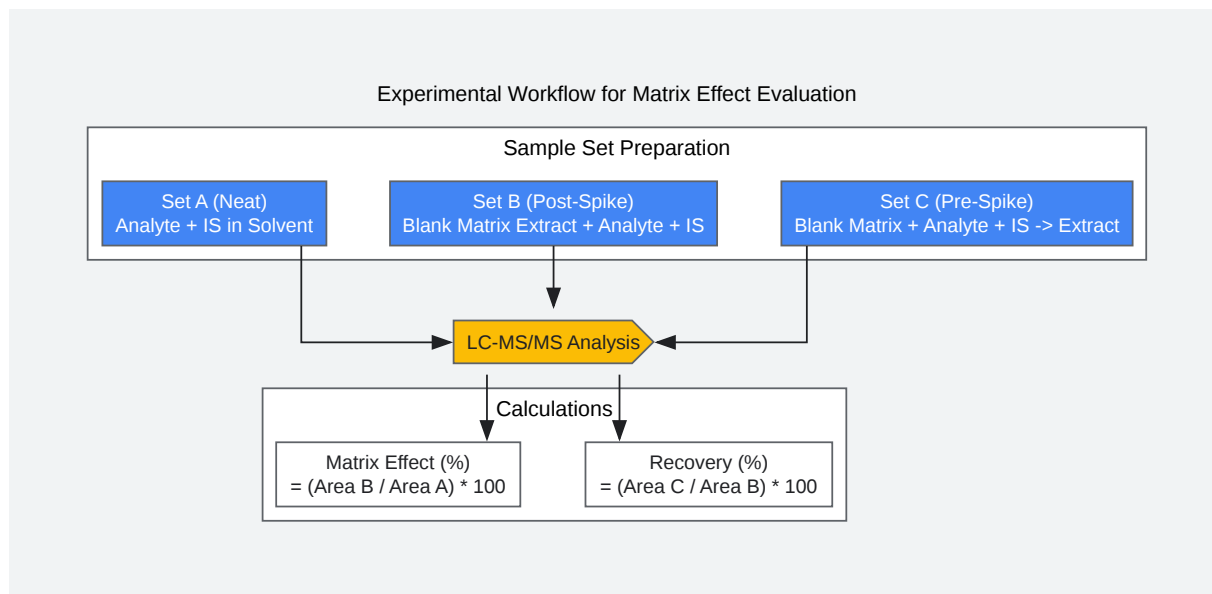 Experimental Workflow for Matrix Effect Evaluation
Sample Set Preparation
Set A (Neat)
Analyte + IS in Solvent
Set B (Post-Spike)
Blank Matrix Extract + Analyte + IS
Set C (Pre-Spike)
Blank Matrix + Analyte + IS -> Extract
LC-MS/MS Analysis
Calculations
Matrix Effect (%)
= (Area B / Area A) * 100
Recovery (%)
= (Area C / Area B) * 100